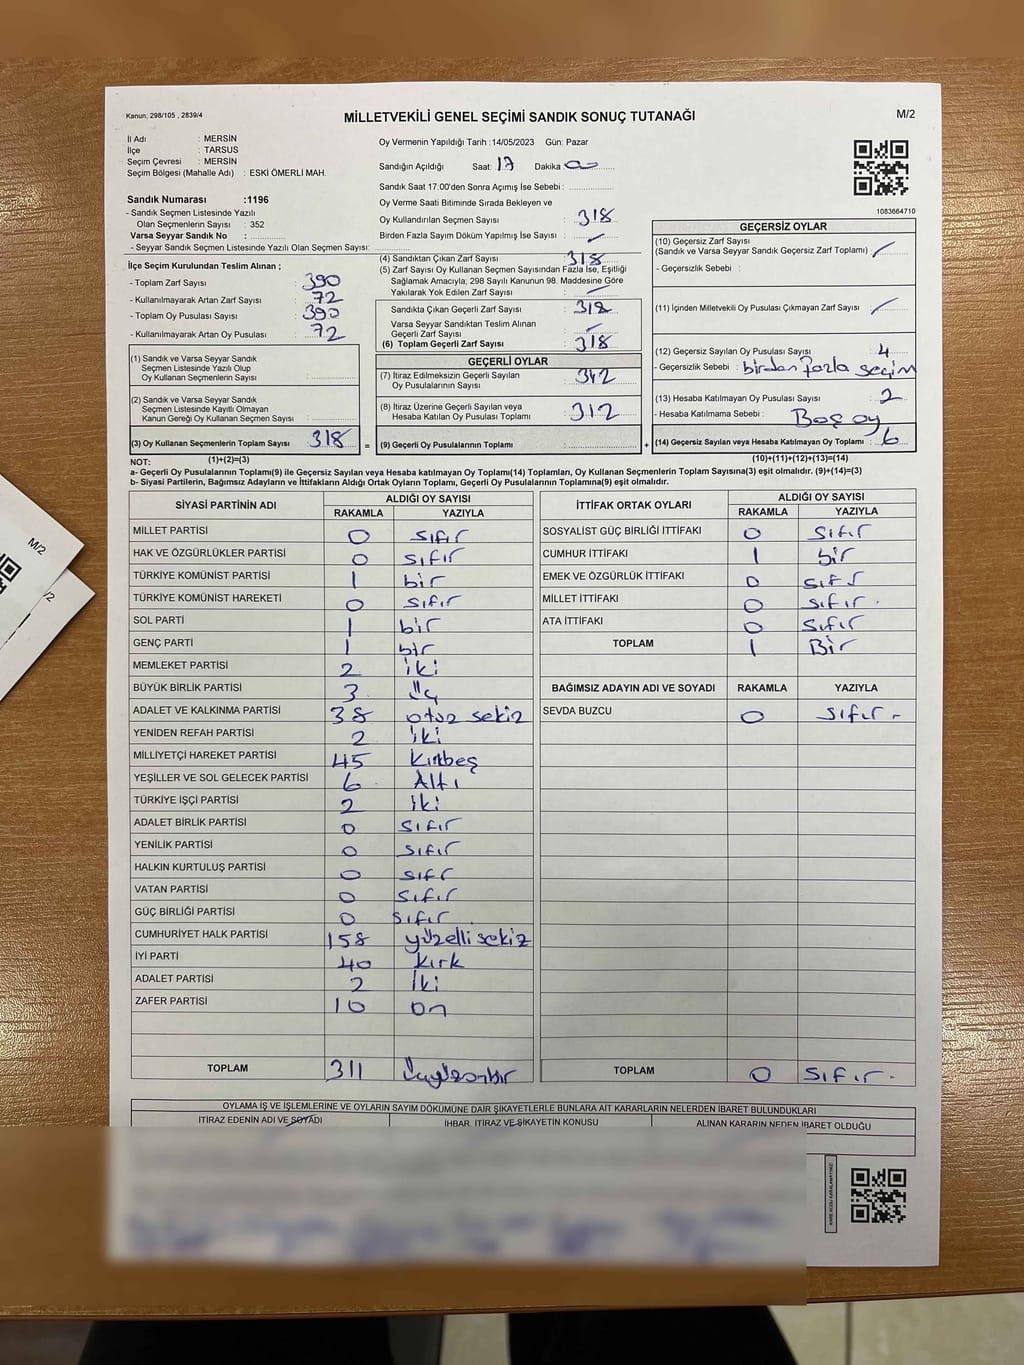 Kanun; 298/105 , 2839/4
MİLLETVEKİLİ GENEL SEÇİMİ SANDIK SONUÇ TUTANAĞI
M/2
İl Adı : MERSİN
İlçe : TARSUS
Seçim Çevresi : MERSİN
Seçim Bölgesi (Mahalle Adı) : ESKİ ÖMERLİ MAH.
Sandık Numarası :1196
- Sandık Seçmen Listesinde Yazılı
Olan Seçmenlerin Sayısı : 352
Varsa Seyyar Sandık No :
- Seyyar Sandık Seçmen Listesinde Yazılı Olan Seçmen Sayısı:
Oy Vermenin Yapıldığı Tarih :14/05/2023 Gün: Pazar
Sandığın Açıldığı Saat: 17 Dakika 00
Sandık Saat 17:00'den Sonra Açımış İse Sebebi :
Oy Verme Saati Bitiminde Sırada Bekleyen ve
Oy Kullandırılan Seçmen Sayısı : 318
Birden Fazla Sayım Döküm Yapılmış İse Sayısı :
1083664710
İlçe Seçim Kurulundan Teslim Alınan ;
- Toplam Zarf Sayısı : 390
- Kullanılmayarak Artan Zarf Sayısı : 72
- Toplam Oy Pusulası Sayısı : 390
- Kullanılmayarak Artan Oy Pusulası : 72
(1) Sandık ve Varsa Seyyar Sandık
Seçmen Listesinde Yazılı Olup
Oy Kullanan Seçmenlerin Sayısı :
(2) Sandık ve Varsa Seyyar Sandık
Seçmen Listesinde Kayıtlı Olmayan
Kanun Gereği Oy Kullanan Seçmen Sayısı :
(3) Oy Kullanan Seçmenlerin Toplam Sayısı 318
(1)+(2)=(3)
(4) Sandıktan Çıkan Zarf Sayısı : 318
(5) Zarf Sayısı Oy Kullanan Seçmen Sayısından Fazla İse, Eşitliği
Sağlamak Amacıyla; 298 Sayılı Kanunun 98. Maddesine Göre
Yakılarak Yok Edilen Zarf Sayısı :
Sandıkta Çıkan Geçerli Zarf Sayısı : 318
Varsa Seyyar Sandıktan Teslim Alınan
Geçerli Zarf Sayısı :
(6) Toplam Geçerli Zarf Sayısı : 318
GEÇERLİ OYLAR
(7) İtiraz Edilmeksizin Geçerli Sayılan
Oy Pusulalarının Sayısı : 342
(8) İtiraz Üzerine Geçerli Sayılan veya
Hesaba Katılan Oy Pusulası Toplamı : 312
= (9) Geçerli Oy Pusulalarının Toplamı : +
GEÇERSİZ OYLAR
(10) Geçersiz Zarf Sayısı
(Sandık ve Varsa Seyyar Sandık Geçersiz Zarf Toplamı)
- Geçersizlik Sebebi :
(11) İçinden Milletvekili Oy Pusulası Çıkmayan Zarf Sayısı :
(12) Geçersiz Sayılan Oy Pusulası Sayısı : 4
- Geçersizlik Sebebi : birden fazla seçim
(13) Hesaba Katılmayan Oy Pusulası Sayısı : 2
- Hesaba Katılmama Sebebi : Boş oy
(14) Geçersiz Sayılan veya Hesaba Katılmayan Oy Toplamı : 6
(10)+(11)+(12)+(13)=(14)
NOT:
a- Geçerli Oy Pusulalarının Toplamı(9) ile Geçersiz Sayılan veya Hesaba katılmayan Oy Toplamı(14) Toplamları, Oy Kullanan Seçmenlerin Toplam Sayısına(3) eşit olmalıdır. (9)+(14)=(3)
b- Siyasi Partilerin, Bağımsız Adayların ve İttifakların Aldığı Ortak Oyların Toplamı, Geçerli Oy Pusulalarının Toplamına(9) eşit olmalıdır.
SİYASİ PARTİNİN ADI ALDIĞI OY SAYISI
RAKAMLA YAZIYLA
MİLLET PARTİSİ 0 sıfır
HAK VE ÖZGÜRLÜKLER PARTİSİ 0 sıfır
TÜRKİYE KOMÜNİST PARTİSİ 1 bir
TÜRKİYE KOMÜNİST HAREKETİ 0 sıfır
SOL PARTİ 1 bir
GENÇ PARTİ 1 bir
MEMLEKET PARTİSİ 2 iki
BÜYÜK BİRLİK PARTİSİ 3 Üç
ADALET VE KALKINMA PARTİSİ 38 otuz sekiz
YENİDEN REFAH PARTİSİ 2 iki
MİLLİYETÇİ HAREKET PARTİSİ 45 Kırkbeş
YEŞİLLER VE SOL GELECEK PARTİSİ 6 Altı
TÜRKİYE İŞÇİ PARTİSİ 2 iki
ADALET BİRLİK PARTİSİ 0 sıfır
YENİLİK PARTİSİ 0 sıfır
HALKIN KURTULUŞ PARTİSİ 0 sıfr
VATAN PARTİSİ 0 sıfır
GÜÇ BİRLİĞİ PARTİSİ 0 sıfır
CUMHURİYET HALK PARTİSİ 158 yüzelli sekiz
İYİ PARTİ 40 kırk
ADALET PARTİSİ 2 İki
ZAFER PARTİSİ 10 on
TOPLAM 311 Üçyüzonbir
İTTİFAK ORTAK OYLARI ALDIĞI OY SAYISI
RAKAMLA YAZIYLA
SOSYALİST GÜÇ BİRLİĞİ İTTİFAKI 0 sıfır
CUMHUR İTTİFAKI 1 bir
EMEK VE ÖZGÜRLÜK İTTİFAKI 0 sıfr
MİLLET İTTİFAKI 0 sıfır.
ATA İTTİFAKI 0 sıfır
TOPLAM 1 Bir
BAĞIMSIZ ADAYIN ADI VE SOYADI RAKAMLA YAZIYLA
SEVDA BUZCU 0 sıfır -
TOPLAM 0 sıfır.
OYLAMA İŞ VE İŞLEMLERİNE VE OYLARIN SAYIM DÖKÜMÜNE DAİR ŞİKAYETLERLE BUNLARA AİT KARARLARIN NELERDEN İBARET BULUNDUKLARI
İTİRAZ EDENİN ADI VE SOYADI İHBAR, İTİRAZ VE ŞİKAYETİN KONUSU ALINAN KARARIN NEDEN İBARET OLDUĞU
M/2
/2